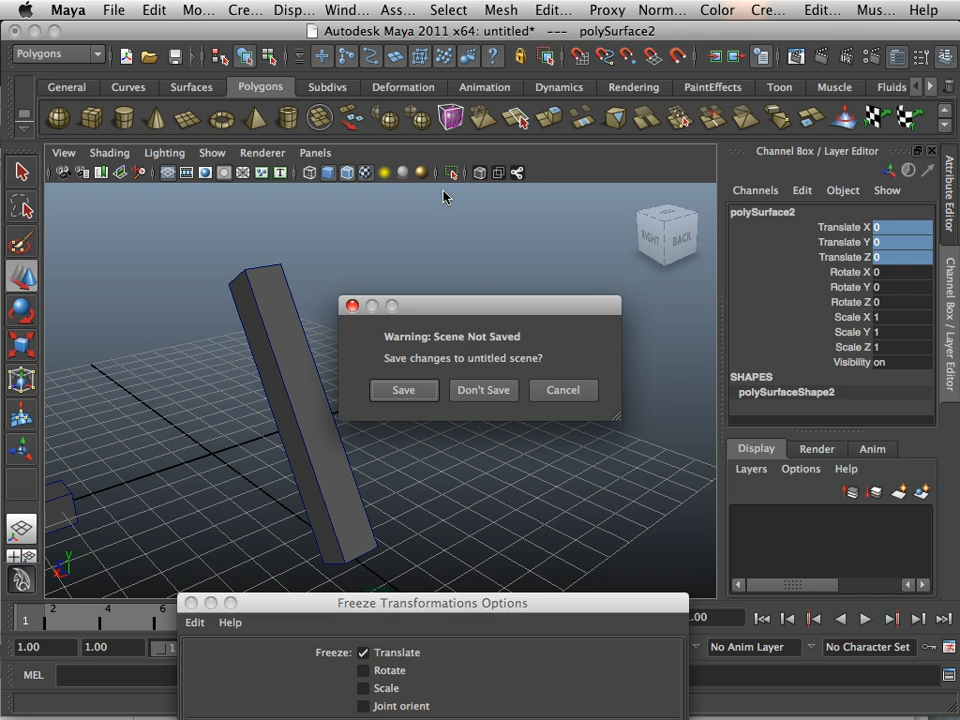 Maya File Edit Mo... Cre... Disp... Win... Ass... Select Mesh Edit... Proxy Norm... Color Cre... Edit... Mus... Help
Autodesk Maya 2011 x64: untitled* --- polySurface2
Polygons
General Curves Surfaces Polygons Subdivs Deformation Animation Dynamics Rendering PaintEffects Toon Muscle Fluids
View Shading Lighting Show Renderer Panels
Channel Box / Layer Editor
Channels Edit Object Show
polySurface2
Translate X 0
Translate Y 0
Translate Z 0
Rotate X 0
Rotate Y 0
Rotate Z 0
Scale X 1
Scale Y 1
Scale Z 1
Visibility on
SHAPES
polySurfaceShape2
Attribute Editor
Channel Box / Layer Editor
RIGHT BACK
Warning: Scene Not Saved
Save changes to untitled scene?
Save Don't Save Cancel
Display Render Anim
Layers Options Help
y
x
Freeze Transformations Options
Edit Help
Freeze: Translate
Rotate
Scale
Joint orient
1 2 4 6
.00
1.00 1.00 1
No Anim Layer No Character Set
MEL